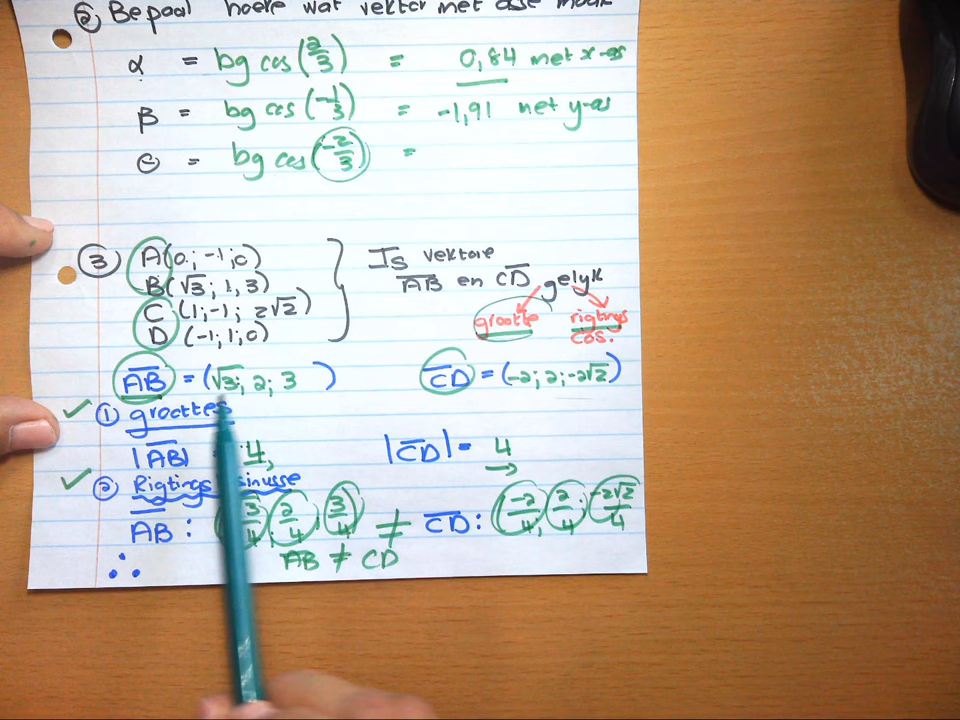 ② Bepaal hoeke wat vektor met asse maak
α = bg cos(2/3) = 0,84 met x-as
β = bg cos(-1/3) = -1,91 met y-as
Θ = bg cos(-2/3) =
③ A(0; -1; 0)
B(√3; 1, 3)
C (1; -1; 2√2)
D (-1; 1; 0)
Is vektore
AB en CD gelyk
grootte rigtings cos.
AB = (√3; 2; 3 ) CD = (-2; 2; -2√2)
✓ ① groottes
|AB| = 4, |CD| = 4
✓ ② Rigtings sinusse
AB : 3/4; 2/4; 3/4 ≠ CD : (-2/4; 2/4; -2√2/4
∴ AB ≠ CD